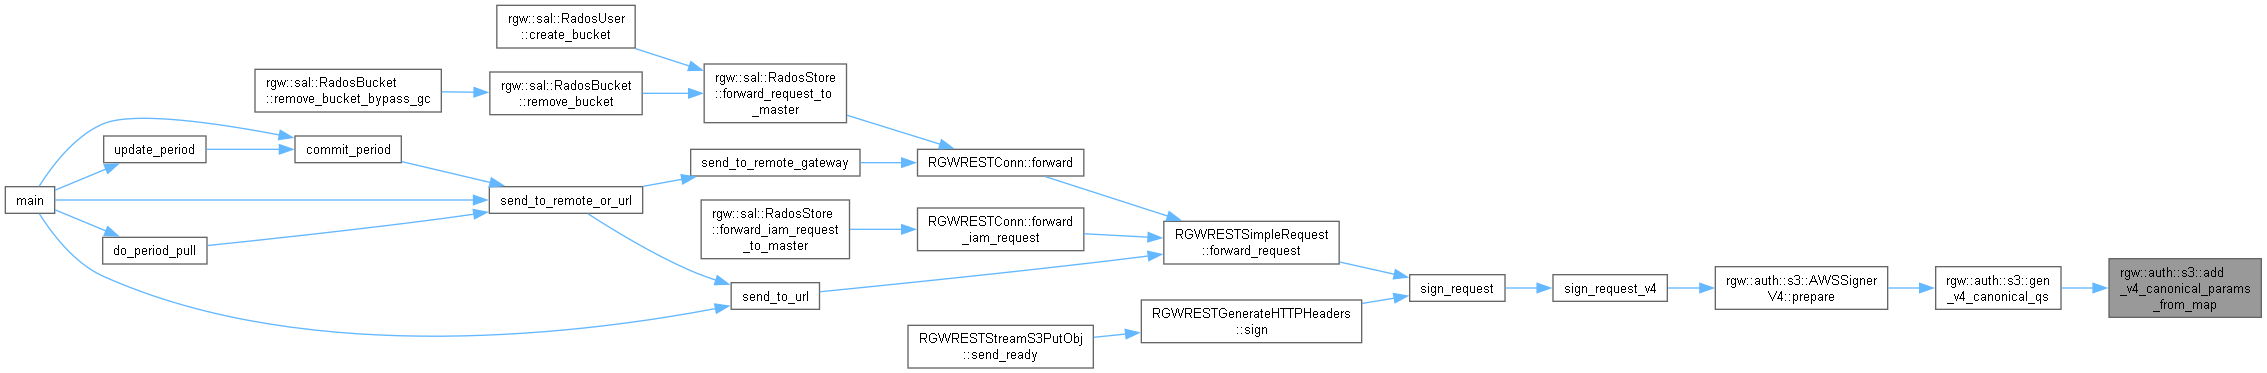 rgw::sal::RadosUser
::create_bucket
rgw::sal::RadosBucket
::remove_bucket_bypass_gc
rgw::sal::RadosBucket
::remove_bucket
rgw::sal::RadosStore
::forward_request_to
_master
update_period
commit_period
send_to_remote_gateway
RGWRESTConn::forward
main
send_to_remote_or_url
rgw::sal::RadosStore
::forward_iam_request
_to_master
RGWRESTConn::forward
_iam_request
RGWRESTSimpleRequest
::forward_request
do_period_pull
send_to_url
sign_request
sign_request_v4
rgw::auth::s3::AWSSigner
V4::prepare
rgw::auth::s3::gen
_v4_canonical_qs
rgw::auth::s3::add
_v4_canonical_params
_from_map
RGWRESTGenerateHTTPHeaders
::sign
RGWRESTStreamS3PutObj
::send_ready